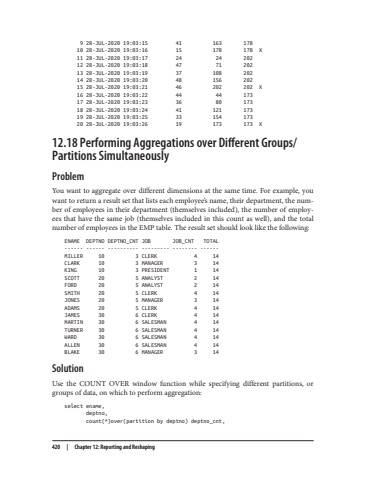 9 28-JUL-2020 19:03:15 41 163 178
10 28-JUL-2020 19:03:16 15 178 178 X
11 28-JUL-2020 19:03:17 24 24 202
12 28-JUL-2020 19:03:18 47 71 202
13 28-JUL-2020 19:03:19 37 108 202
14 28-JUL-2020 19:03:20 48 156 202
15 28-JUL-2020 19:03:21 46 202 202 X
16 28-JUL-2020 19:03:22 44 44 173
17 28-JUL-2020 19:03:23 36 80 173
18 28-JUL-2020 19:03:24 41 121 173
19 28-JUL-2020 19:03:25 33 154 173
20 28-JUL-2020 19:03:26 19 173 173 X
12.18 Performing Aggregations over Different Groups/
Partitions Simultaneously
Problem
You want to aggregate over different dimensions at the same time. For example, you
want to return a result set that lists each employee's name, their department, the num-
ber of employees in their department (themselves included), the number of employ-
ees that have the same job (themselves included in this count as well), and the total
number of employees in the EMP table. The result set should look like the following:
ENAME DEPTNO DEPTNO_CNT JOB JOB_CNT TOTAL
------ ------ ---------- --------- -------- ------
MILLER 10 3 CLERK 4 14
CLARK 10 3 MANAGER 3 14
KING 10 3 PRESIDENT 1 14
SCOTT 20 5 ANALYST 2 14
FORD 20 5 ANALYST 2 14
SMITH 20 5 CLERK 4 14
JONES 20 5 MANAGER 3 14
ADAMS 20 5 CLERK 4 14
JAMES 30 6 CLERK 4 14
MARTIN 30 6 SALESMAN 4 14
TURNER 30 6 SALESMAN 4 14
WARD 30 6 SALESMAN 4 14
ALLEN 30 6 SALESMAN 4 14
BLAKE 30 6 MANAGER 3 14
Solution
Use the COUNT OVER window function while specifying different partitions, or
groups of data, on which to perform aggregation:
select ename,
deptno,
count(*)over(partition by deptno) deptno_cnt,
420 | Chapter 12: Reporting and Reshaping